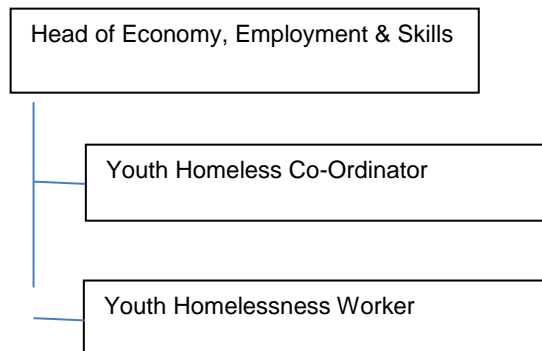 Head of Economy, Employment & Skills
Youth Homeless Co-Ordinator
Youth Homelessness Worker